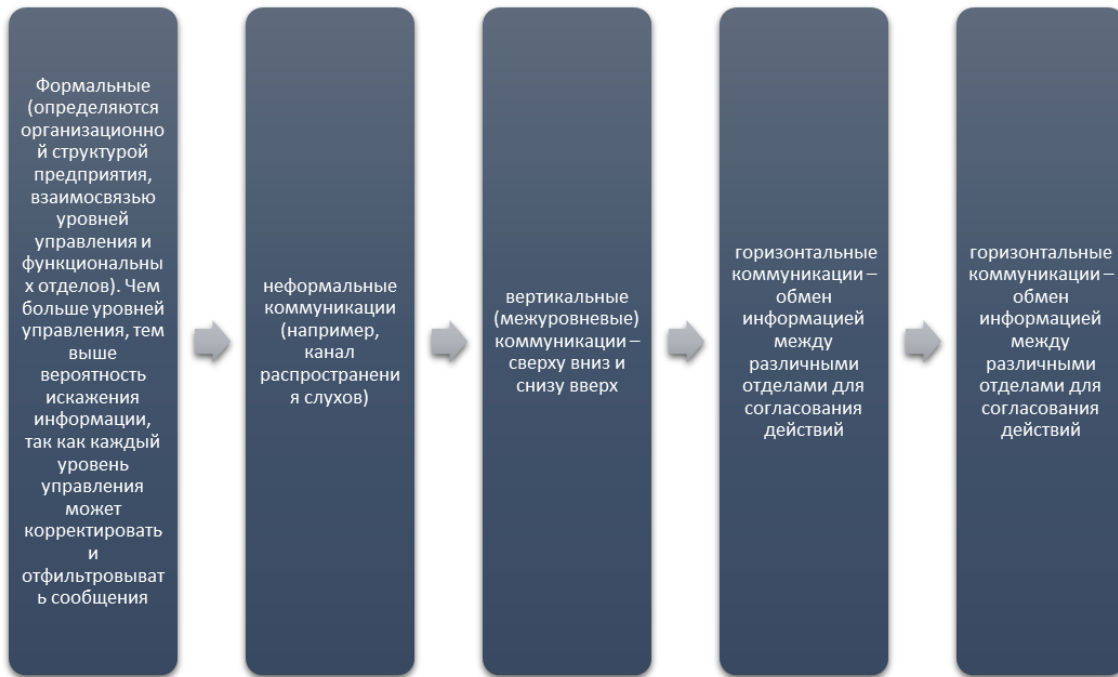 Формальные
(определяются
организационно
й структурой
предприятия,
взаимосвязью
уровней
управления и
функциональны
х отделов). Чем
больше уровней
управления, тем
выше
вероятность
искажения
информации,
так как каждый
уровень
управления
может
корректировать
и
отфильтровыват
ь сообщения
неформальные
коммуникации
(например,
канал
распространени
я слухов)
вертикальные
(межуровневые)
коммуникации –
сверху вниз и
снизу вверх
горизонтальные
коммуникации –
обмен
информацией
между
различными
отделами для
согласования
действий
горизонтальные
коммуникации –
обмен
информацией
между
различными
отделами для
согласования
действий